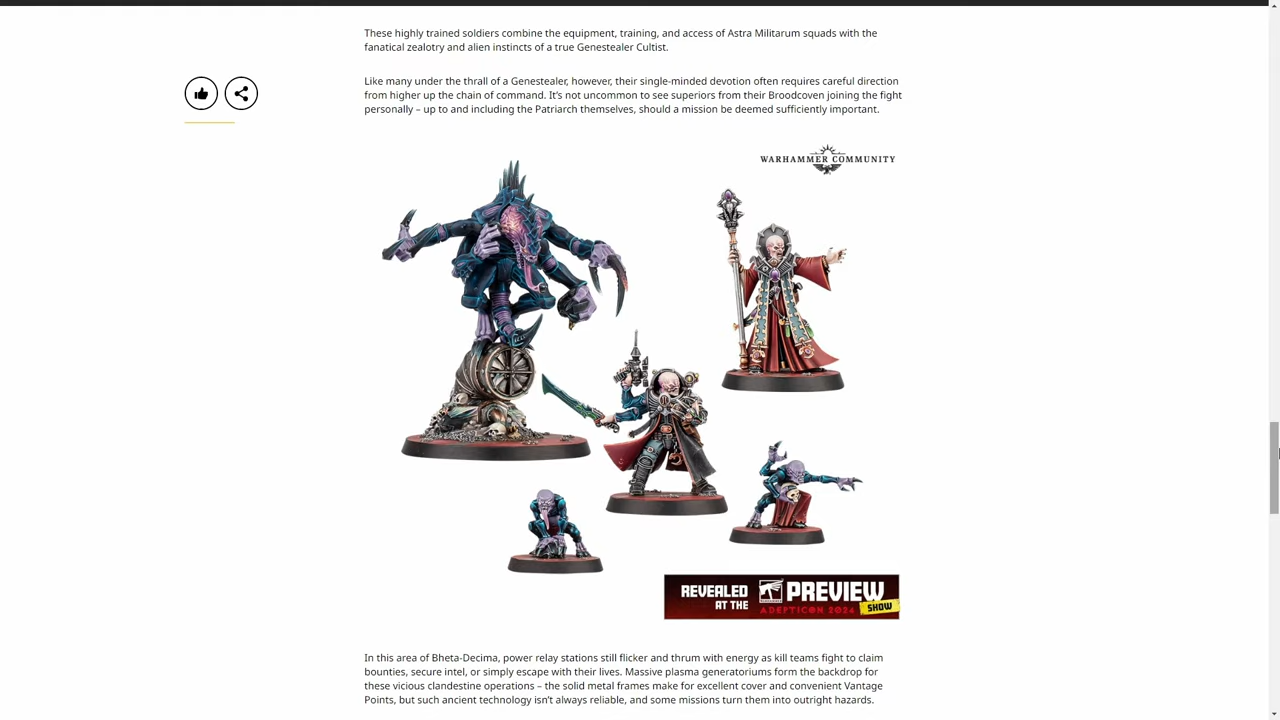 These highly trained soldiers combine the equipment, training, and access of Astra Militarum squads with the
fanatical zealotry and alien instincts of a true Genestealer Cultist.
Like many under the thrall of a Genestealer, however, their single-minded devotion often requires careful direction
from higher up the chain of command. It’s not uncommon to see superiors from their Broodcoven joining the fight
personally – up to and including the Patriarch themselves, should a mission be deemed sufficiently important.
WARHAMMER COMMUNITY
REVEALED
AT THE
PREVIEW
ADEPTICON 2024
SHOW
In this area of Bheta-Decima, power relay stations still flicker and thrum with energy as kill teams fight to claim
bounties, secure intel, or simply escape with their lives. Massive plasma generatoriums form the backdrop for
these vicious clandestine operations – the solid metal frames make for excellent cover and convenient Vantage
Points, but such ancient technology isn’t always reliable, and some missions turn them into outright hazards.